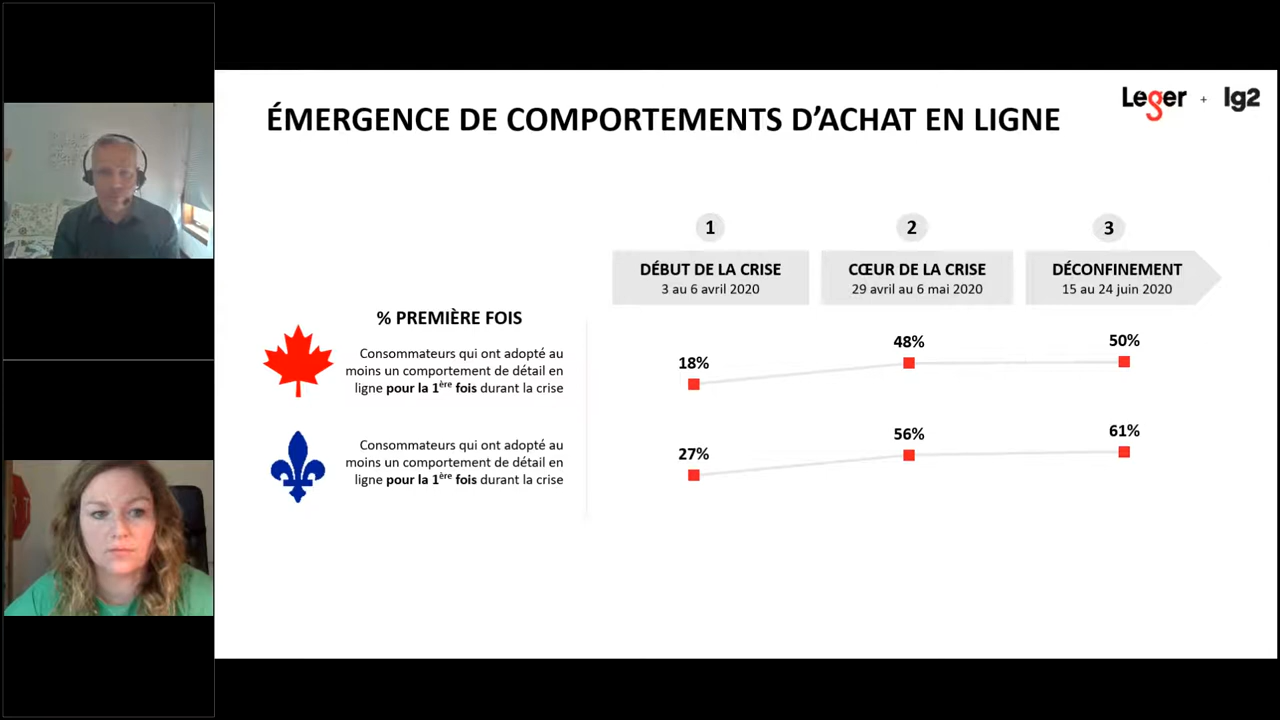 ÉMERGENCE DE COMPORTEMENTS D'ACHAT EN LIGNE
Leger + lg2
1
2
3
DÉBUT DE LA CRISE
3 au 6 avril 2020
CŒUR DE LA CRISE
29 avril au 6 mai 2020
DÉCONFINEMENT
15 au 24 juin 2020
% PREMIÈRE FOIS
Consommateurs qui ont adopté au
moins un comportement de détail en
ligne pour la 1ère fois durant la crise
18%
48%
50%
Consommateurs qui ont adopté au
moins un comportement de détail en
ligne pour la 1ère fois durant la crise
27%
56%
61%